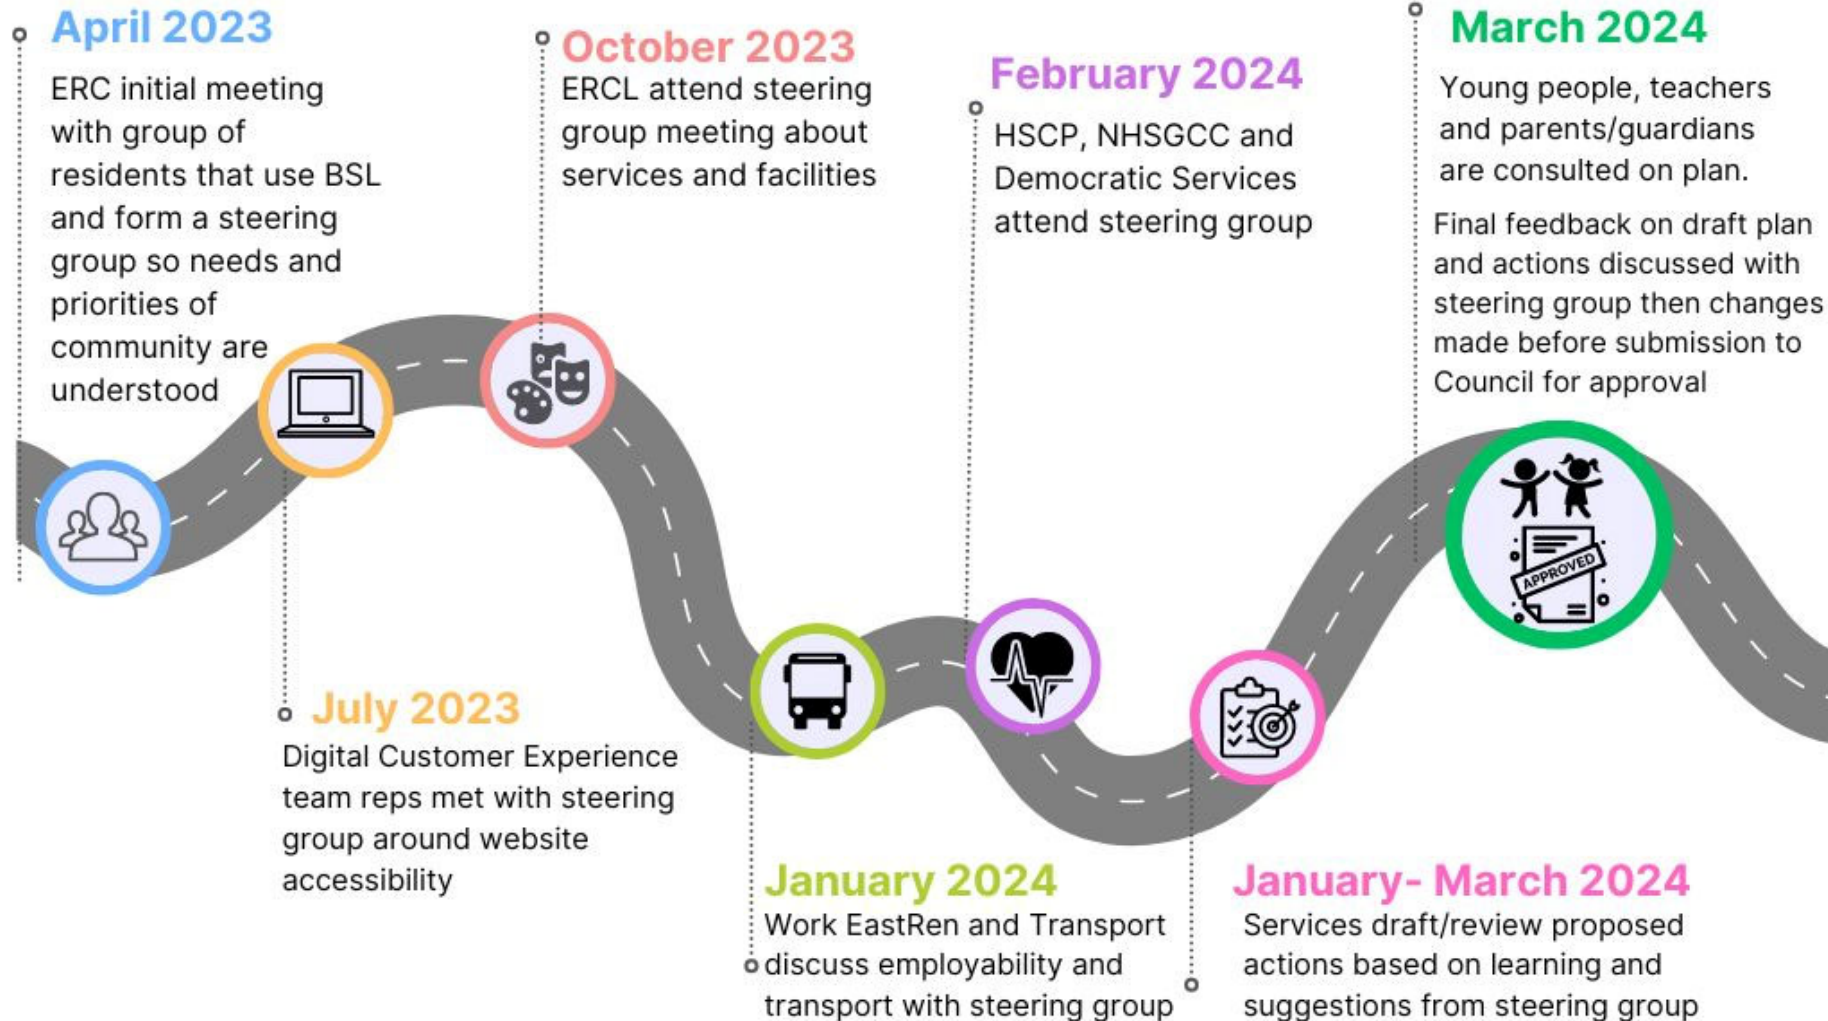 April 2023
ERC initial meeting
with group of
residents that use BSL
and form a steering
group so needs and
priorities of
community are
understood
July 2023
Digital Customer Experience
team reps met with steering
group around website
accessibility
October 2023
ERCL attend steering
group meeting about
services and facilities
January 2024
Work EastRen and Transport
discuss employability and
transport with steering group
February 2024
HSCP, NHSGCC and
Democratic Services
attend steering group
January- March 2024
Services draft/review proposed
actions based on learning and
suggestions from steering group
March 2024
Young people, teachers
and parents/guardians
are consulted on plan.
Final feedback on draft plan
and actions discussed with
steering group then changes
made before submission to
Council for approval
APPROVED